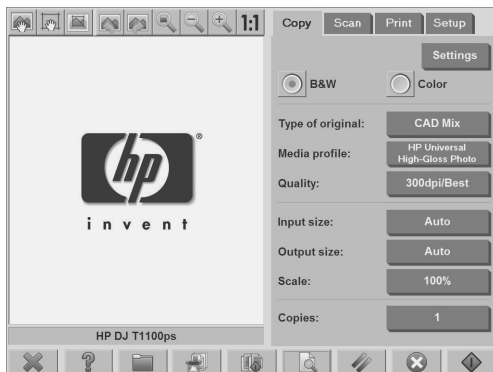 1:1
Copy Scan Print Setup
Settings
B&W Color
Type of original: CAD Mix
Media profile: HP Universal
High-Gloss Photo
Quality: 300dpi/Best
Input size: Auto
Output size: Auto
Scale: 100%
Copies: 1
hp
®
invent
HP DJ T1100ps
?